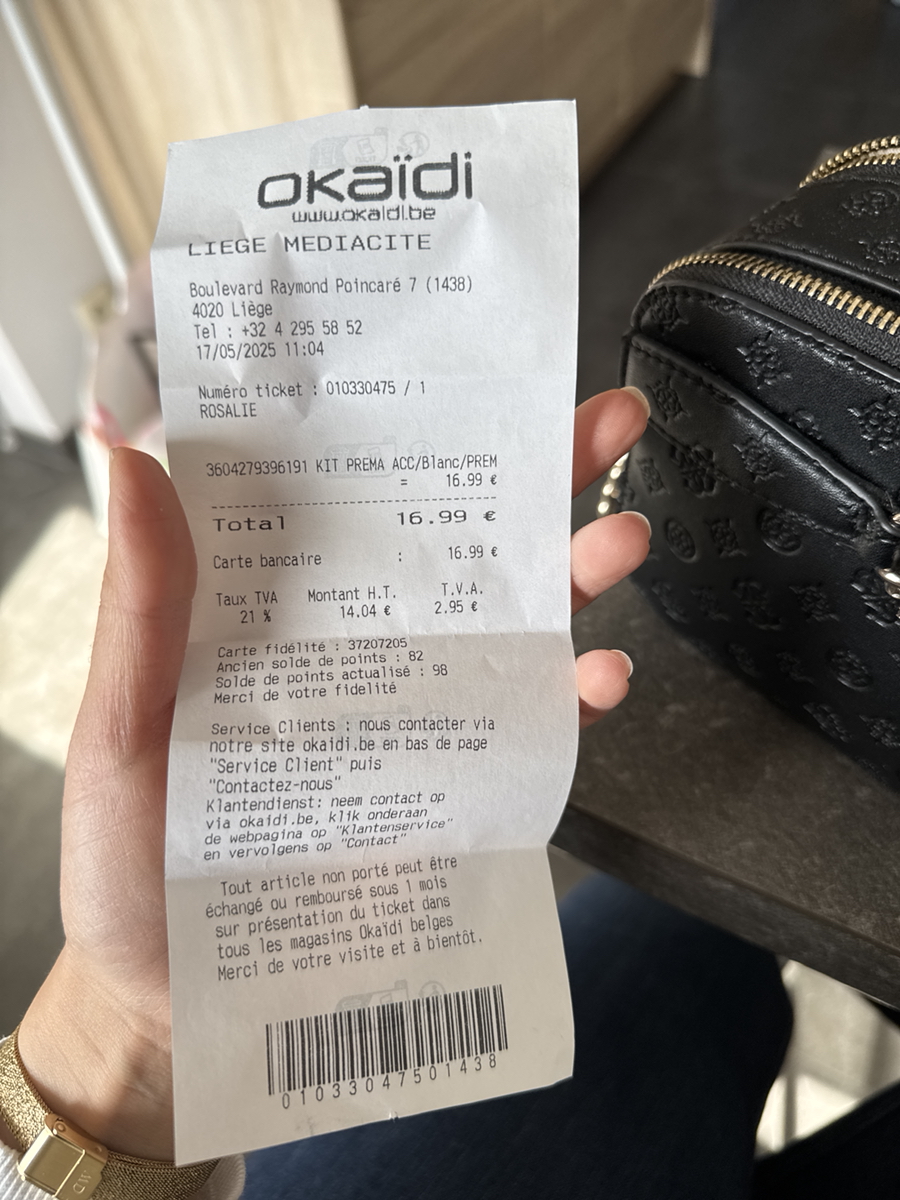 okaïdi
www.okaidi.be
LIEGE MEDIACITE
Boulevard Raymond Poincaré 7 (1438)
4020 Liège
Tel : +32 4 295 58 52
17/05/2025 11:04
Numéro ticket : 010330475 / 1
ROSALIE
3604279396191 KIT PREMA ACC/Blanc/PREM
= 16.99 €
Total 16.99 €
Carte bancaire : 16.99 €
Taux TVA Montant H.T. T.V.A.
21 % 14.04 € 2.95 €
Carte fidélité : 37207205
Ancien solde de points : 82
Solde de points actualisé : 98
Merci de votre fidelité
Service Clients : nous contacter via
notre site okaidi.be en bas de page
"Service Client" puis
"Contactez-nous"
Klantendienst: neem contact op
via okaidi.be, klik onderaan
de webpagina op "Klantenservice"
en vervolgens op "Contact"
Tout article non porté peut être
échangé ou remboursé sous 1 mois
sur présentation du ticket dans
tous les magasins Okaïdi belges
Merci de votre visite et à bientôt.
01033047501438